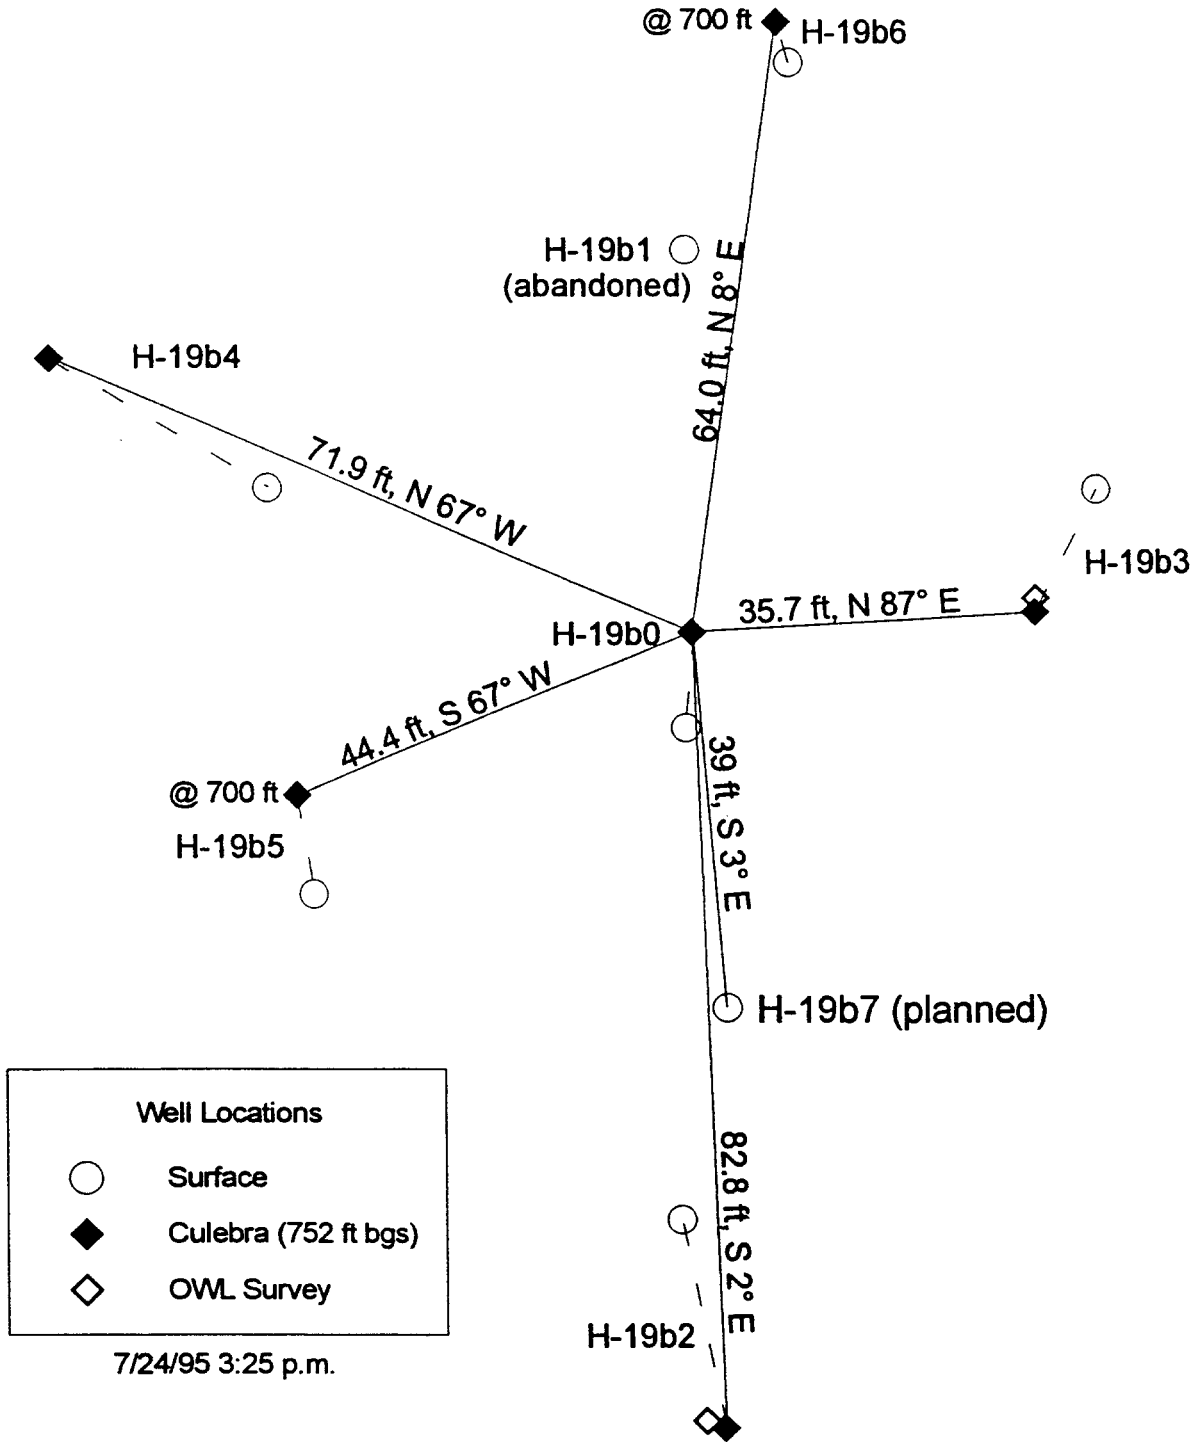 @ 700 ft
H-19b6
H-19b1
(abandoned)
64.0 ft, N 8° E
H-19b4
71.9 ft, N 67° W
H-19b3
35.7 ft, N 87° E
H-19b0
44.4 ft, S 67° W
39 ft, S 3° E
@ 700 ft
H-19b5
H-19b7 (planned)
82.8 ft, S 2° E
H-19b2
Well Locations
Surface
Culebra (752 ft bgs)
OWL Survey
7/24/95 3:25 p.m.